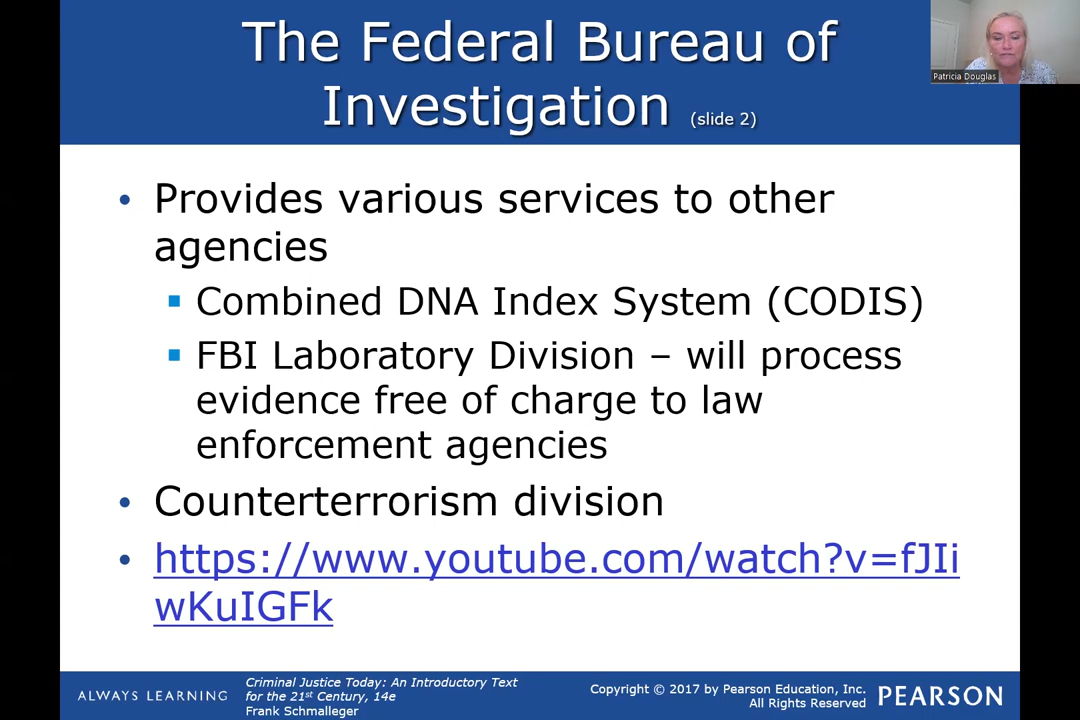 The Federal Bureau of
Investigation (slide 2)
Patricia Douglas
• Provides various services to other
agencies
▪ Combined DNA Index System (CODIS)
▪ FBI Laboratory Division – will process
evidence free of charge to law
enforcement agencies
• Counterterrorism division
• https://www.youtube.com/watch?v=fJIi
wKuIGFk
ALWAYS LEARNING
Criminal Justice Today: An Introductory Text
for the 21st Century, 14e
Frank Schmalleger
Copyright © 2017 by Pearson Education, Inc.
All Rights Reserved
PEARSON